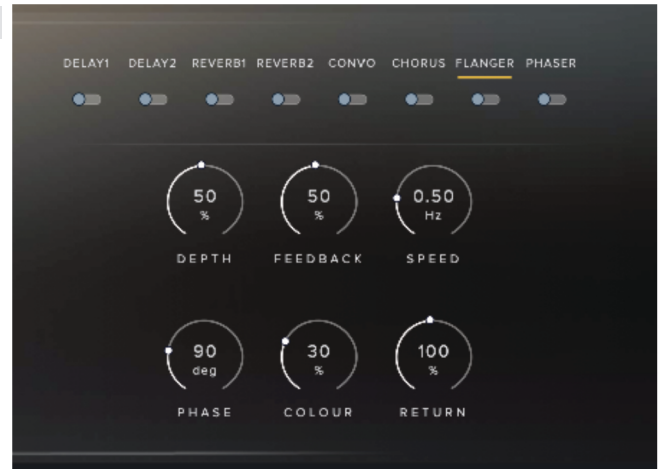 DELAY1 DELAY2 REVERB1 REVERB2 CONVO CHORUS FLANGER PHASER
50 50 0.50
% % Hz
DEPTH FEEDBACK SPEED
90 30 100
deg % %
PHASE COLOUR RETURN